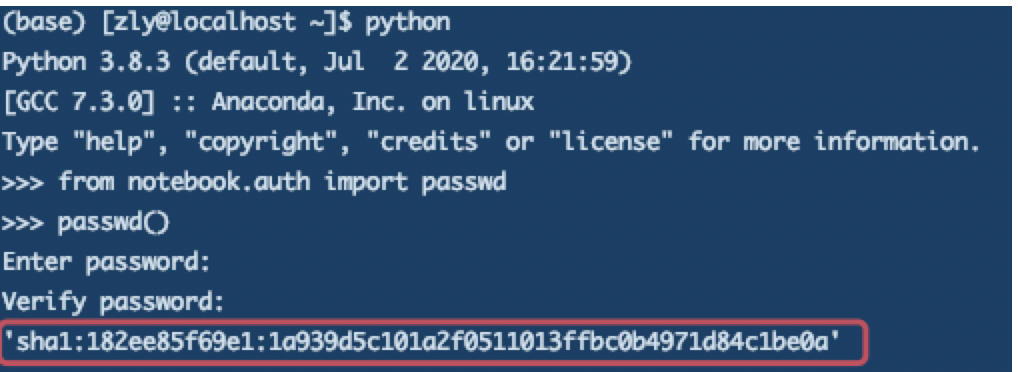 (base) [zly@localhost ~]$ python
Python 3.8.3 (default, Jul  2 2020, 16:21:59)
[GCC 7.3.0] :: Anaconda, Inc. on linux
Type "help", "copyright", "credits" or "license" for more information.
>>> from notebook.auth import passwd
>>> passwd()
Enter password:
Verify password:
'sha1:182ee85f69e1:1a939d5c101a2f0511013ffbc0b4971d84c1be0a'